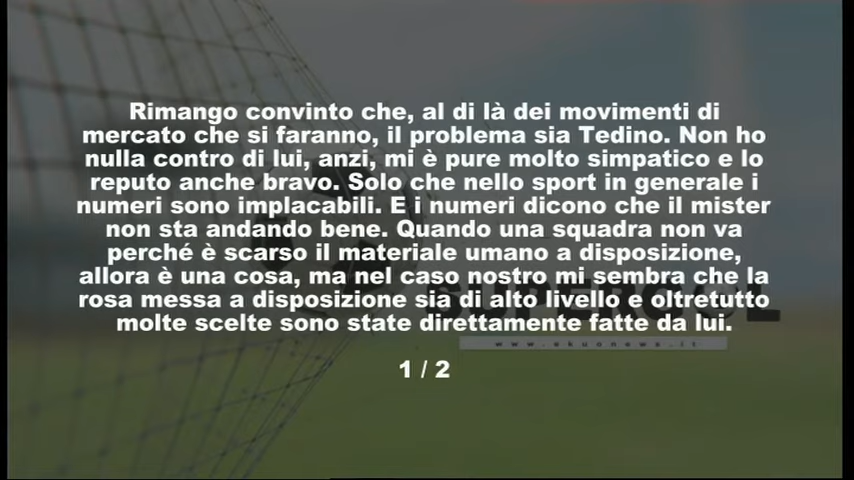 Rimango convinto che, al di là dei movimenti di
mercato che si faranno, il problema sia Tedino. Non ho
nulla contro di lui, anzi, mi è pure molto simpatico e lo
reputo anche bravo. Solo che nello sport in generale i
numeri sono implacabili. E i numeri dicono che il mister
non sta andando bene. Quando una squadra non va
perché è scarso il materiale umano a disposizione,
allora è una cosa, ma nel caso nostro mi sembra che la
rosa messa a disposizione sia di alto livello e oltretutto
SUPERGOL
molte scelte sono state direttamente fatte da lui.
www.ekuonews.it
1 / 2